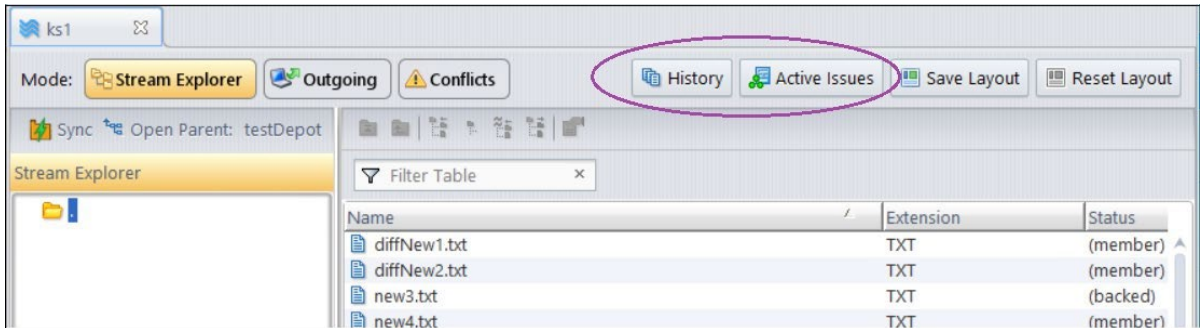 ks1
Mode: Stream Explorer Outgoing Conflicts History Active Issues Save Layout Reset Layout
Sync Open Parent: testDepot
Stream Explorer
Filter Table
Name Extension Status
diffNew1.txt TXT (member)
diffNew2.txt TXT (member)
new3.txt TXT (backed)
new4.txt TXT (member)